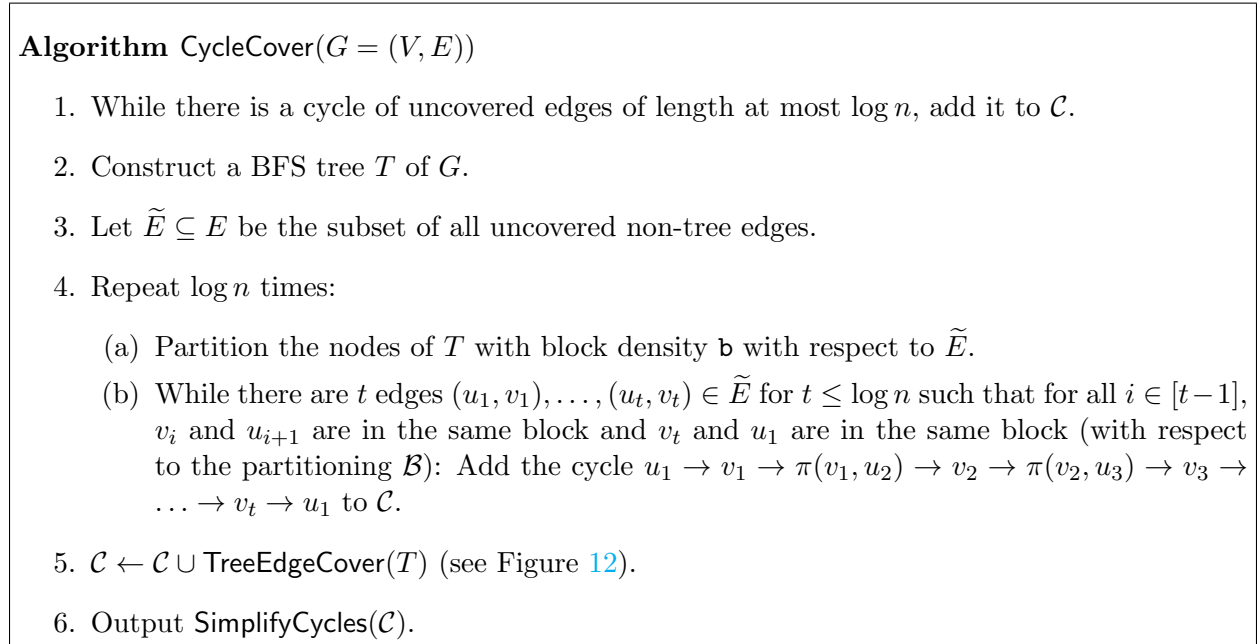 Algorithm CycleCover(G = (V, E))
1. While there is a cycle of uncovered edges of length at most log n, add it to 𝒞.
2. Construct a BFS tree T of G.
3. Let Ẽ ⊆ E be the subset of all uncovered non-tree edges.
4. Repeat log n times:
(a) Partition the nodes of T with block density b with respect to Ẽ.
(b) While there are t edges (u₁, v₁), . . . , (uₜ, vₜ) ∈ Ẽ for t ≤ log n such that for all i ∈ [t−1],
vᵢ and uᵢ₊₁ are in the same block and vₜ and u₁ are in the same block (with respect
to the partitioning ℬ): Add the cycle u₁ → v₁ → π(v₁, u₂) → v₂ → π(v₂, u₃) → v₃ →
. . . → vₜ → u₁ to 𝒞.
5. 𝒞 ← 𝒞 ∪ TreeEdgeCover(T) (see Figure 12).
6. Output SimplifyCycles(𝒞).